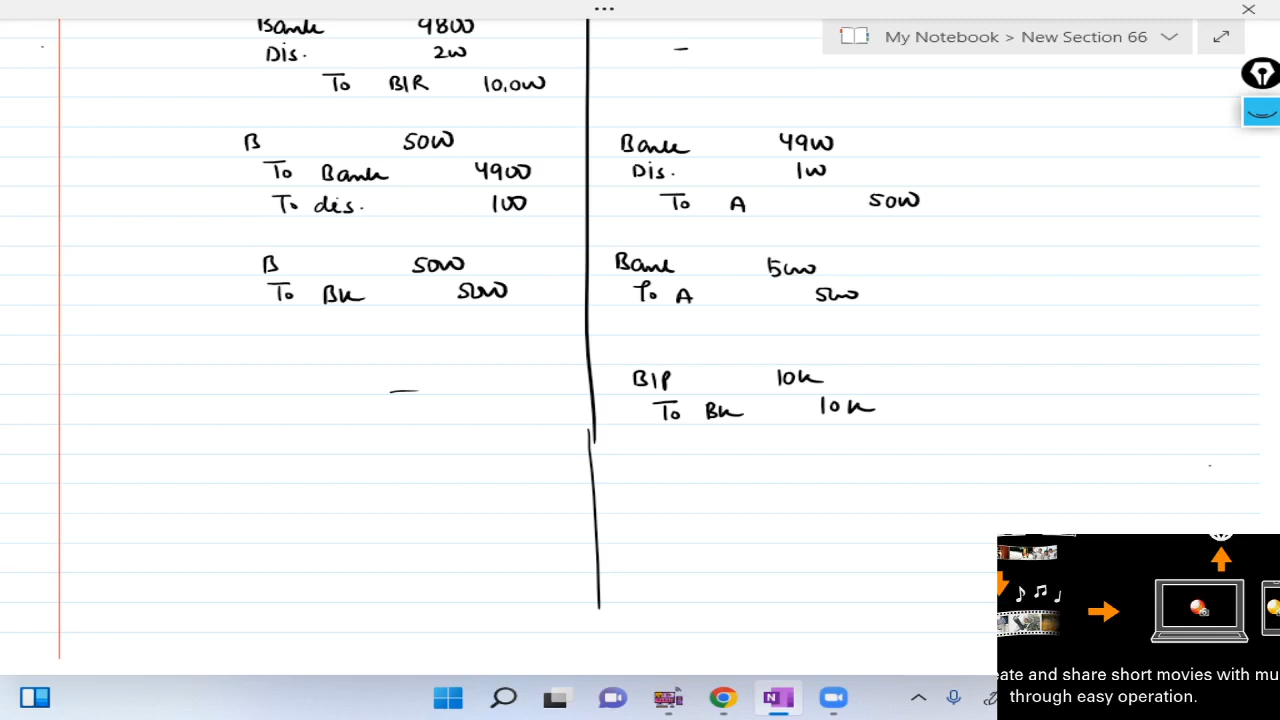 My Notebook > New Section 66
Bank 9800
Dis. 200
To B/R 10,000
-
B 5000
To Bank 4900
To dis. 100
Bank 4900
Dis. 100
To A 5000
B 5000
To Bk 5000
Bank 5000
To A 5000
-
B/P 10k
To Bk 10k
eate and share short movies with mu
through easy operation.